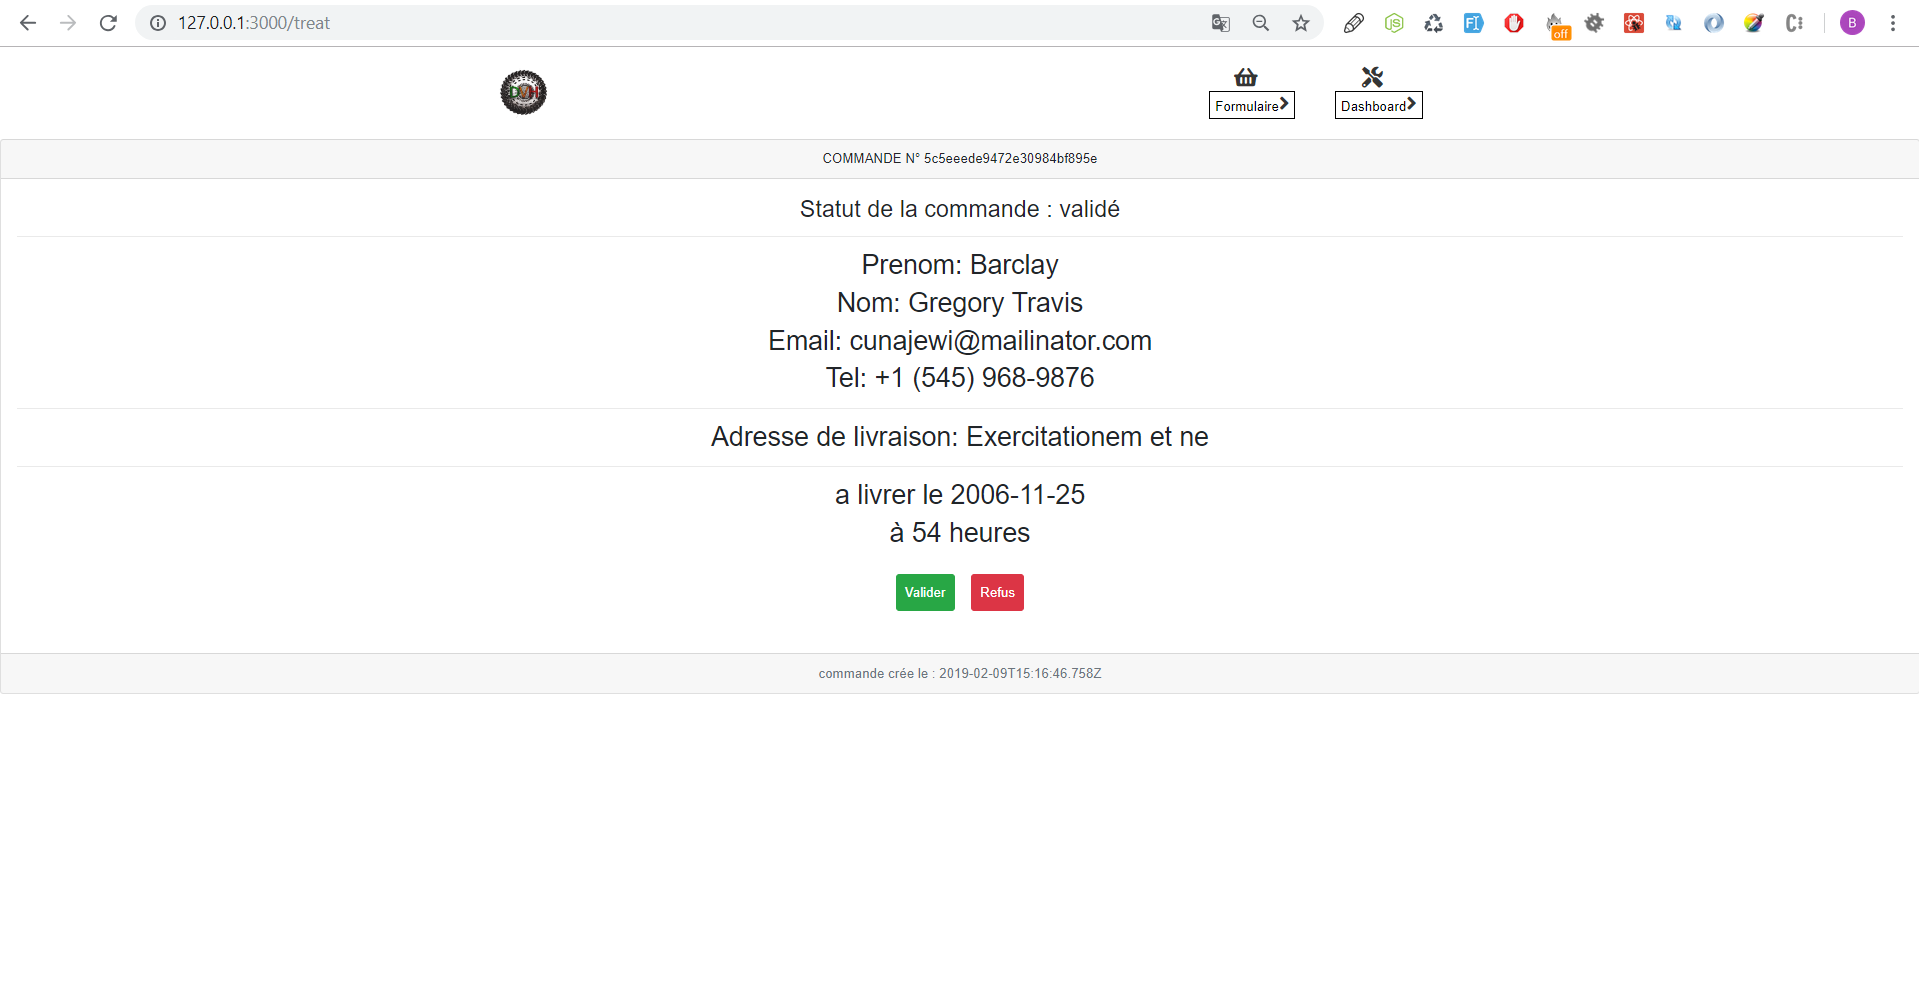 127.0.0.1:3000/treat
off
B
Formulaire
Dashboard
COMMANDE N° 5c5eeede9472e30984bf895e
Statut de la commande : validé
Prenom: Barclay
Nom: Gregory Travis
Email: cunajewi@mailinator.com
Tel: +1 (545) 968-9876
Adresse de livraison: Exercitationem et ne
a livrer le 2006-11-25
à 54 heures
Valider Refus
commande crée le : 2019-02-09T15:16:46.758Z